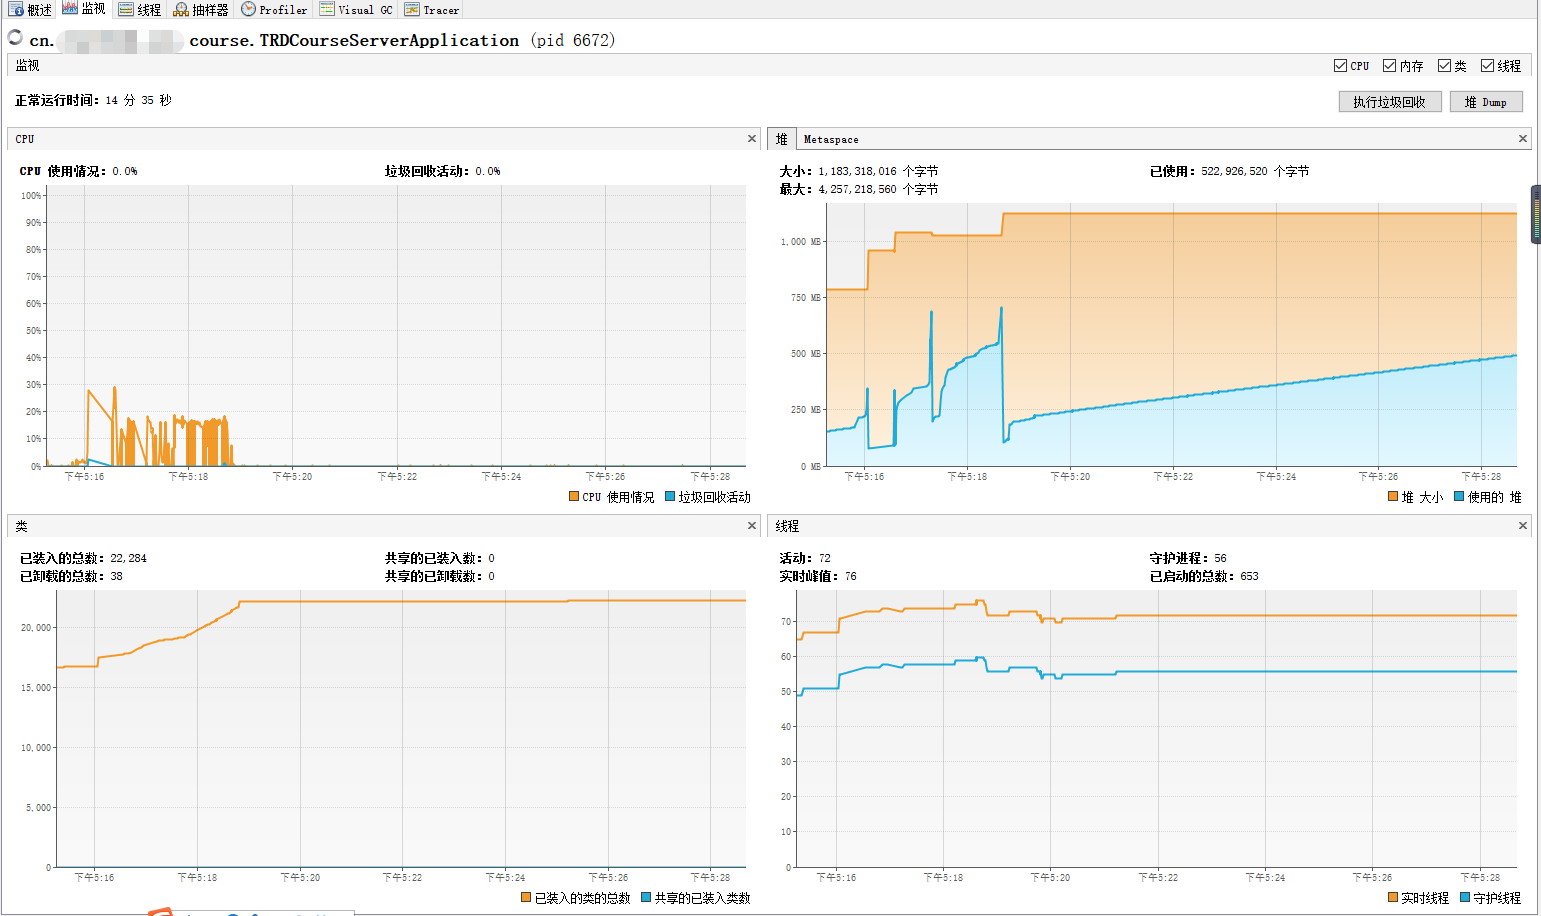 概述 监视 线程 抽样器 Profiler Visual GC Tracer
cn. course.TRDCourseServerApplication (pid 6672)
监视 CPU 内存 类 线程
正常运行时间: 14 分 35 秒
执行垃圾回收 堆 Dump
CPU
CPU 使用情况: 0.0% 垃圾回收活动: 0.0%
100%
90%
80%
70%
60%
50%
40%
30%
20%
10%
0%
下午5:16 下午5:18 下午5:20 下午5:22 下午5:24 下午5:26 下午5:28
CPU 使用情况 垃圾回收活动
堆 Metaspace
大小: 1,183,318,016 个字节 已使用: 522,926,520 个字节
最大: 4,257,218,560 个字节
1,000 MB
750 MB
500 MB
250 MB
0 MB
下午5:16 下午5:18 下午5:20 下午5:22 下午5:24 下午5:26 下午5:28
堆 大小 使用的 堆
类
已装入的总数: 22,284 共享的已装入数: 0
已卸载的总数: 38 共享的已卸载数: 0
20,000
15,000
10,000
5,000
0
下午5:16 下午5:18 下午5:20 下午5:22 下午5:24 下午5:26 下午5:28
已装入的类的总数 共享的已装入类数
线程
活动: 72 守护进程: 56
实时峰值: 76 已启动的总数: 653
70
60
50
40
30
20
10
0
下午5:16 下午5:18 下午5:20 下午5:22 下午5:24 下午5:26 下午5:28
实时线程 守护线程